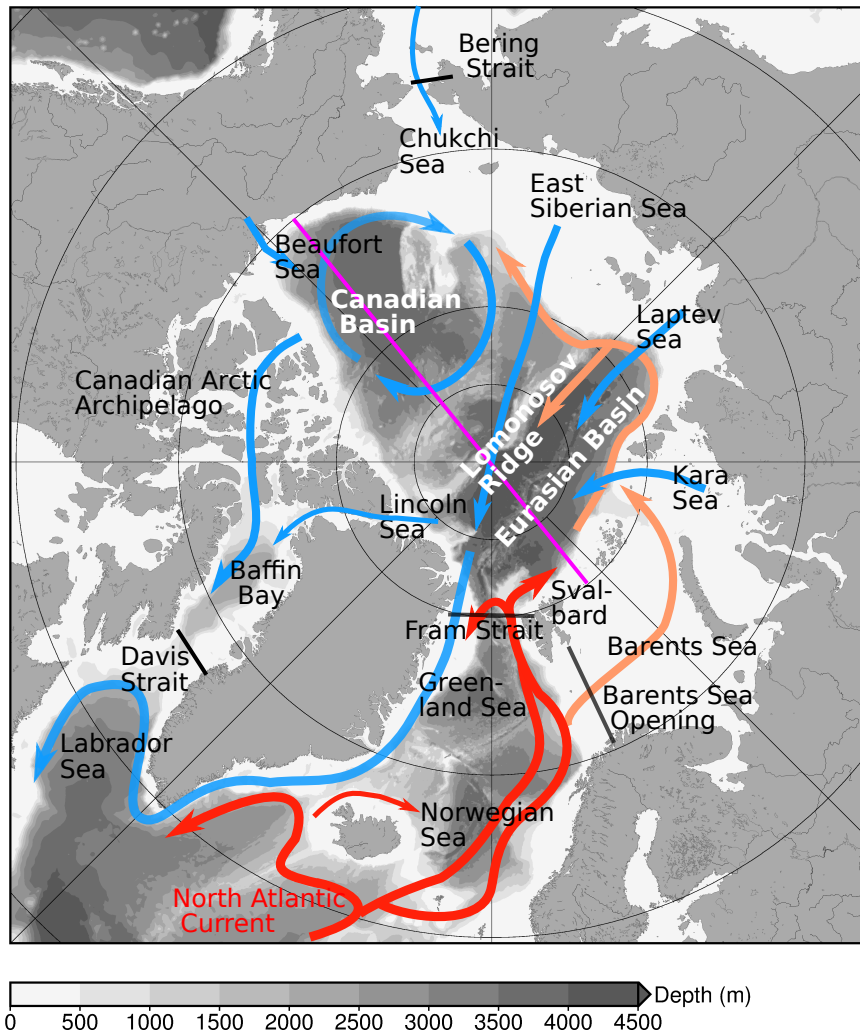 Bering
Strait
Chukchi
Sea
East
Siberian Sea
Beaufort
Sea
Canadian
Basin
Laptev
Sea
Canadian Arctic
Archipelago
Lomonosov
Ridge
Eurasian Basin
Kara
Sea
Lincoln
Sea
Baffin
Bay
Sval-
bard
Fram Strait
Barents Sea
Davis
Strait
Green-
land Sea
Barents Sea
Opening
Labrador
Sea
Norwegian
Sea
North Atlantic
Current
Depth (m)
0 500 1000 1500 2000 2500 3000 3500 4000 4500